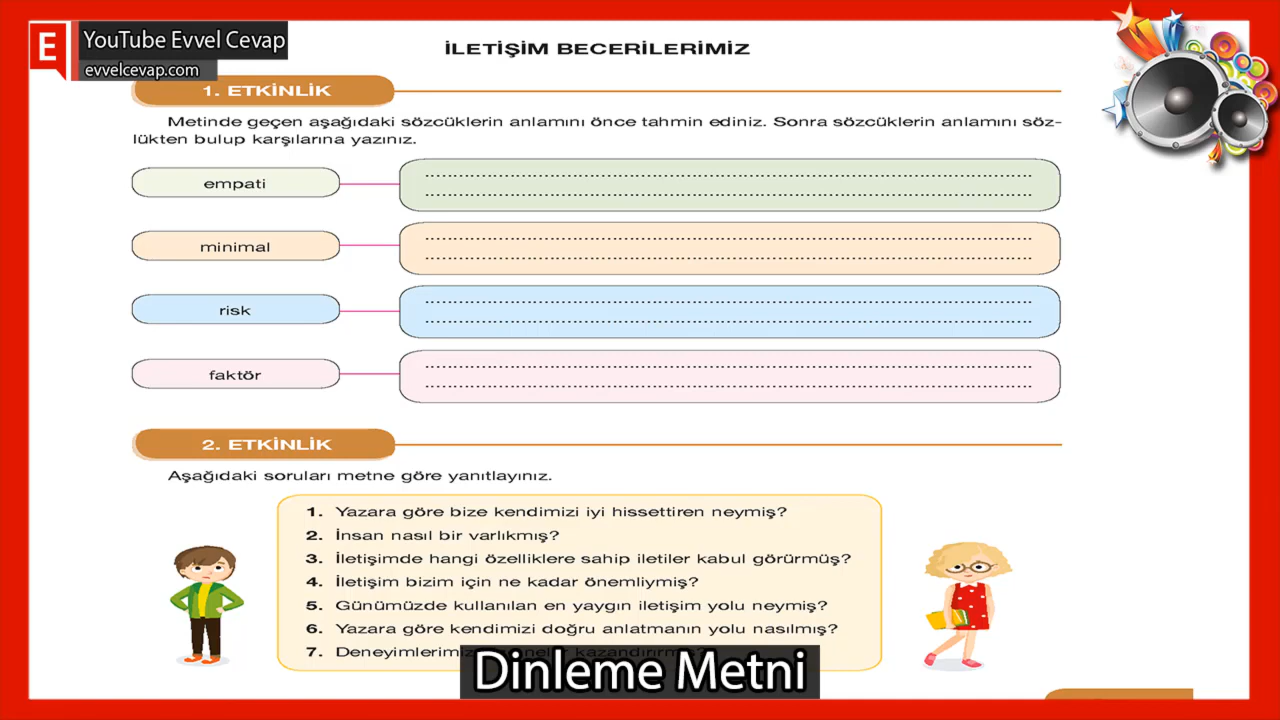 E
YouTube Evvel Cevap
evvelcevap.com
İLETİŞİM BECERİLERİMİZ
1. ETKİNLİK
Metinde geçen aşağıdaki sözcüklerin anlamını önce tahmin ediniz. Sonra sözcüklerin anlamını söz-
lükten bulup karşılarına yazınız.
empati
minimal
risk
faktör
2. ETKİNLİK
Aşağıdaki soruları metne göre yanıtlayınız.
1. Yazara göre bize kendimizi iyi hissettiren neymiş?
2. İnsan nasıl bir varlıkmış?
3. İletişimde hangi özelliklere sahip iletiler kabul görürmüş?
4. İletişim bizim için ne kadar önemliymiş?
5. Günümüzde kullanılan en yaygın iletişim yolu neymiş?
6. Yazara göre kendimizi doğru anlatmanın yolu nasılmış?
7. Deneyimlerimiz kazandırırmış?
Dinleme Metni